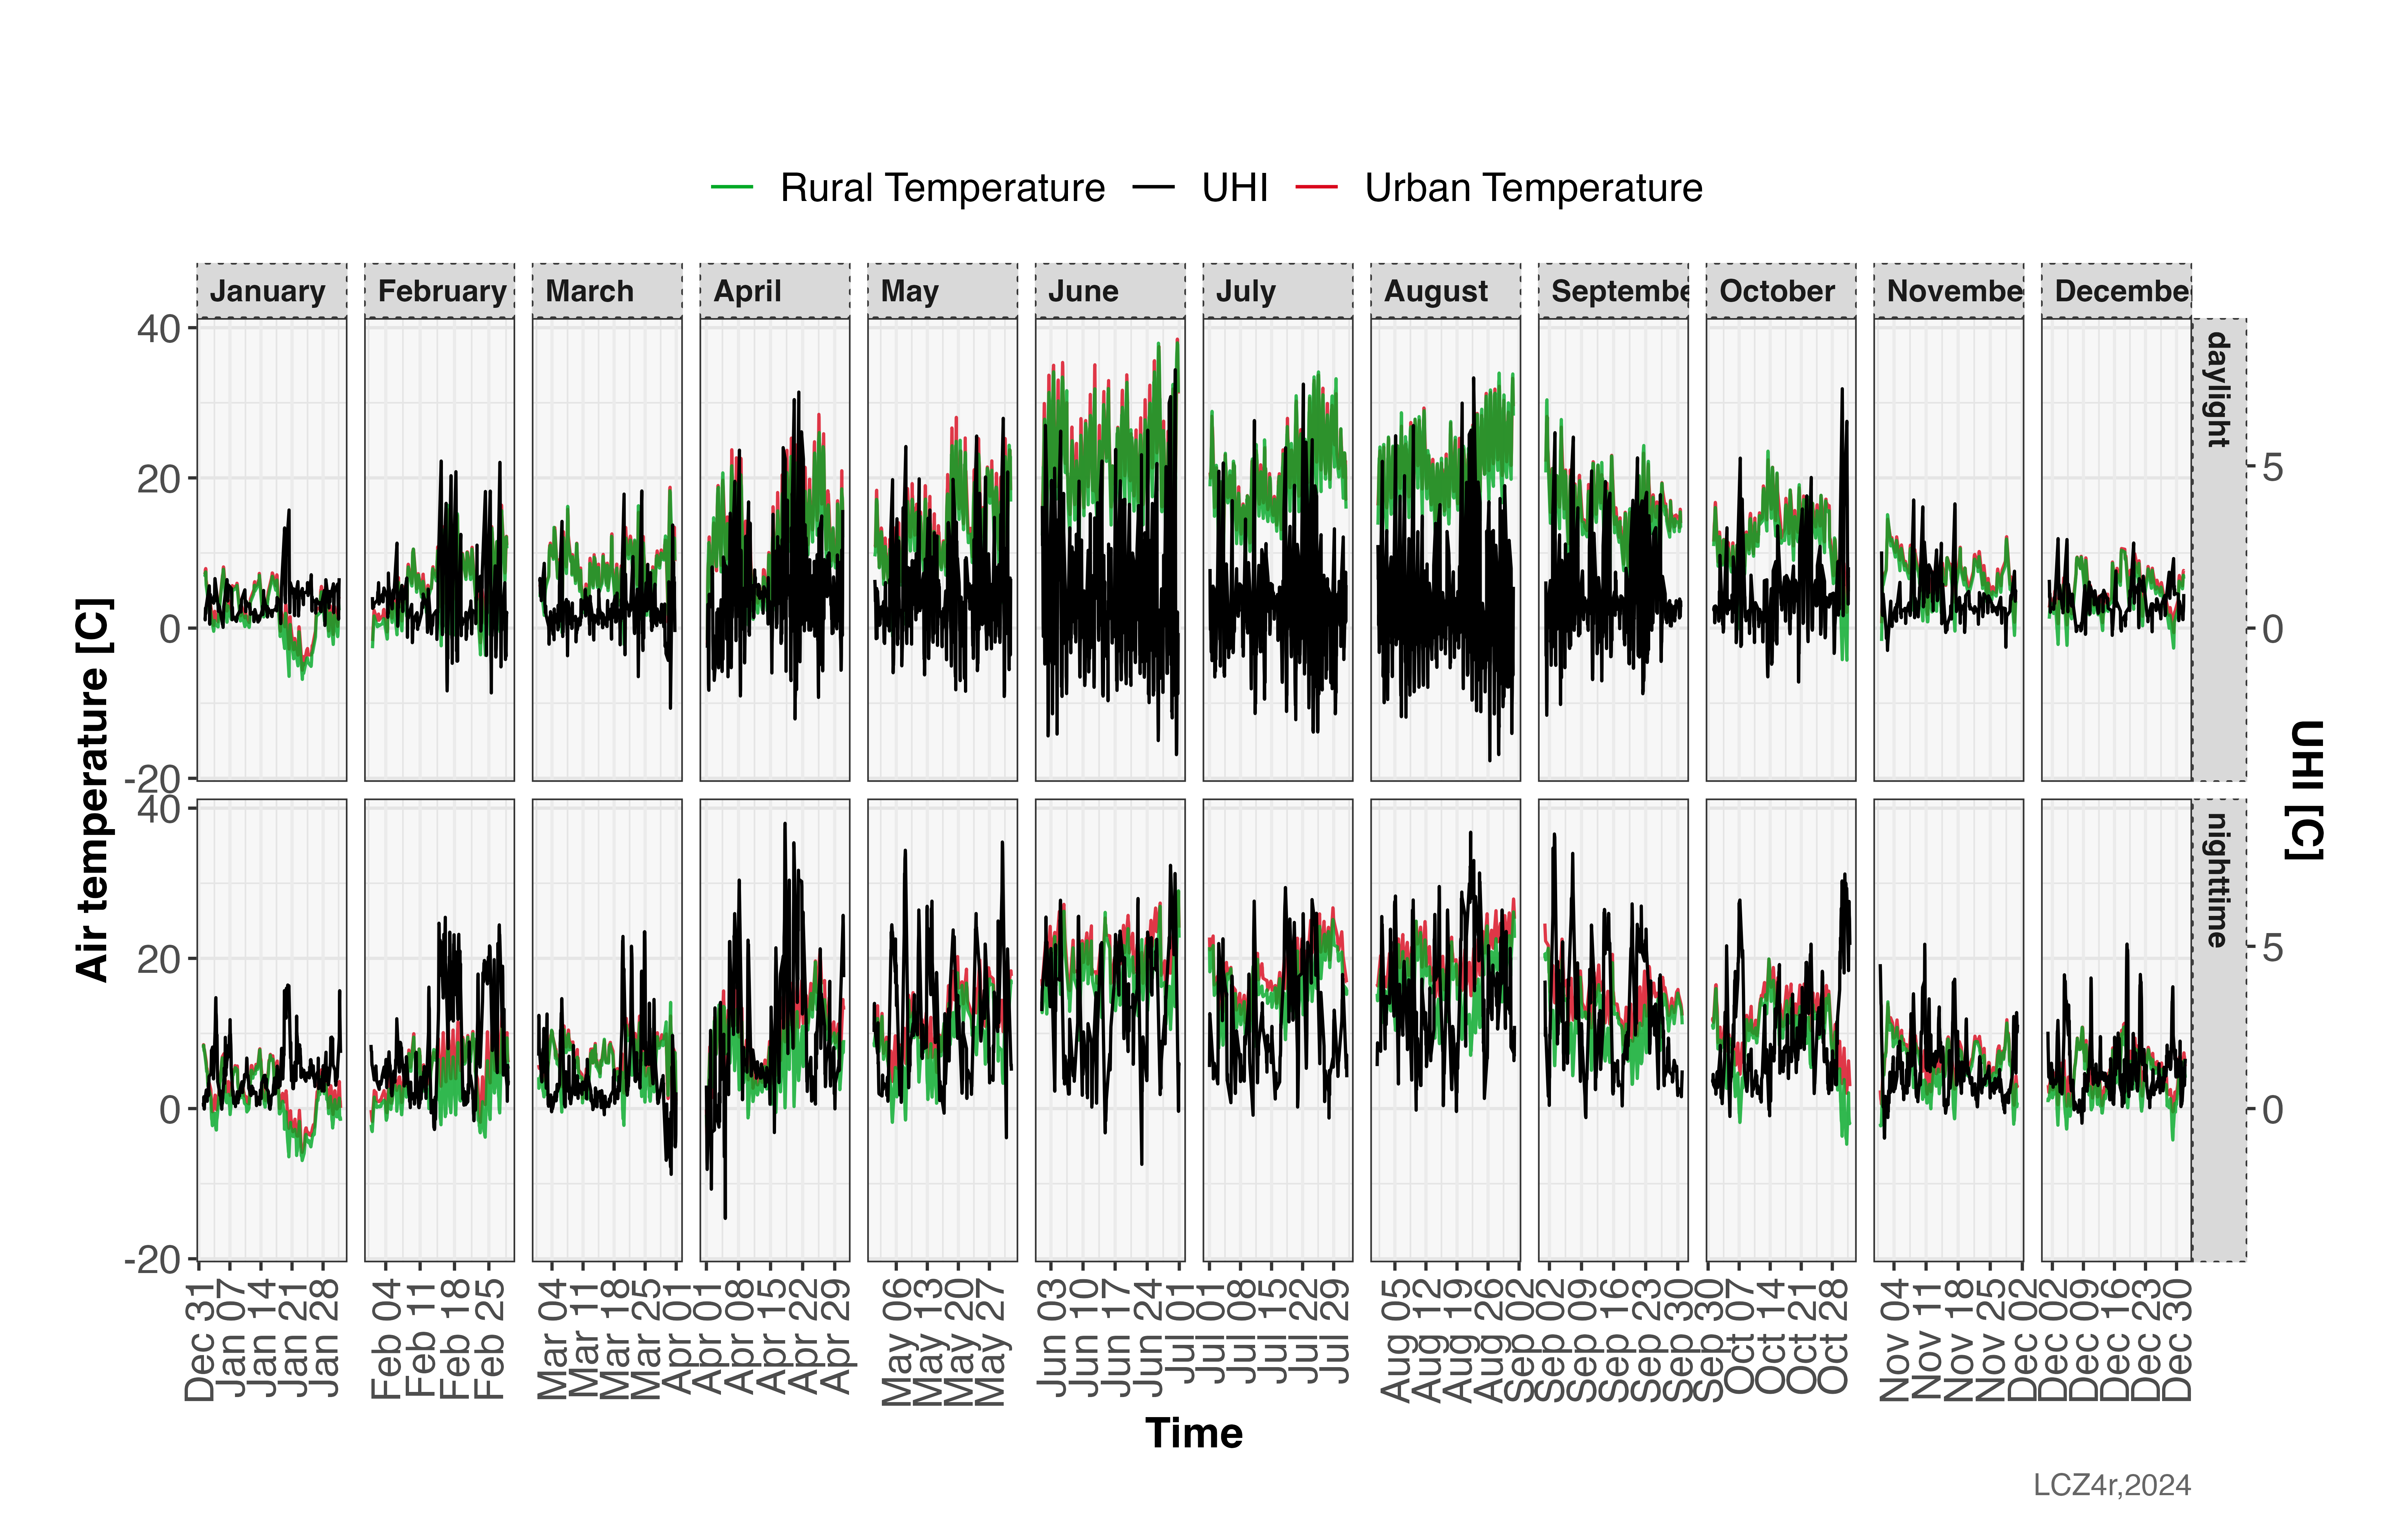 Rural Temperature UHI Urban Temperature
January February March April May June July August Septembe October Novembe Decembe
daylight
nighttime
40
20
0
-20
40
20
0
-20
5
0
5
0
Air temperature [C]
UHI [C]
Dec 31 Jan 07 Jan 14 Jan 21 Jan 28 Feb 04 Feb 11 Feb 18 Feb 25 Mar 04 Mar 11 Mar 18 Mar 25 Apr 01 Apr 01 Apr 08 Apr 15 Apr 22 Apr 29 May 06 May 13 May 20 May 27 Jun 03 Jun 10 Jun 17 Jun 24 Jul 01 Jul 01 Jul 08 Jul 15 Jul 22 Jul 29 Aug 05 Aug 12 Aug 19 Aug 26 Sep 02 Sep 02 Sep 09 Sep 16 Sep 23 Sep 30 Sep 30 Oct 07 Oct 14 Oct 21 Oct 28 Nov 04 Nov 11 Nov 18 Nov 25 Dec 02 Dec 02 Dec 09 Dec 16 Dec 23 Dec 30
Time
LCZ4r,2024